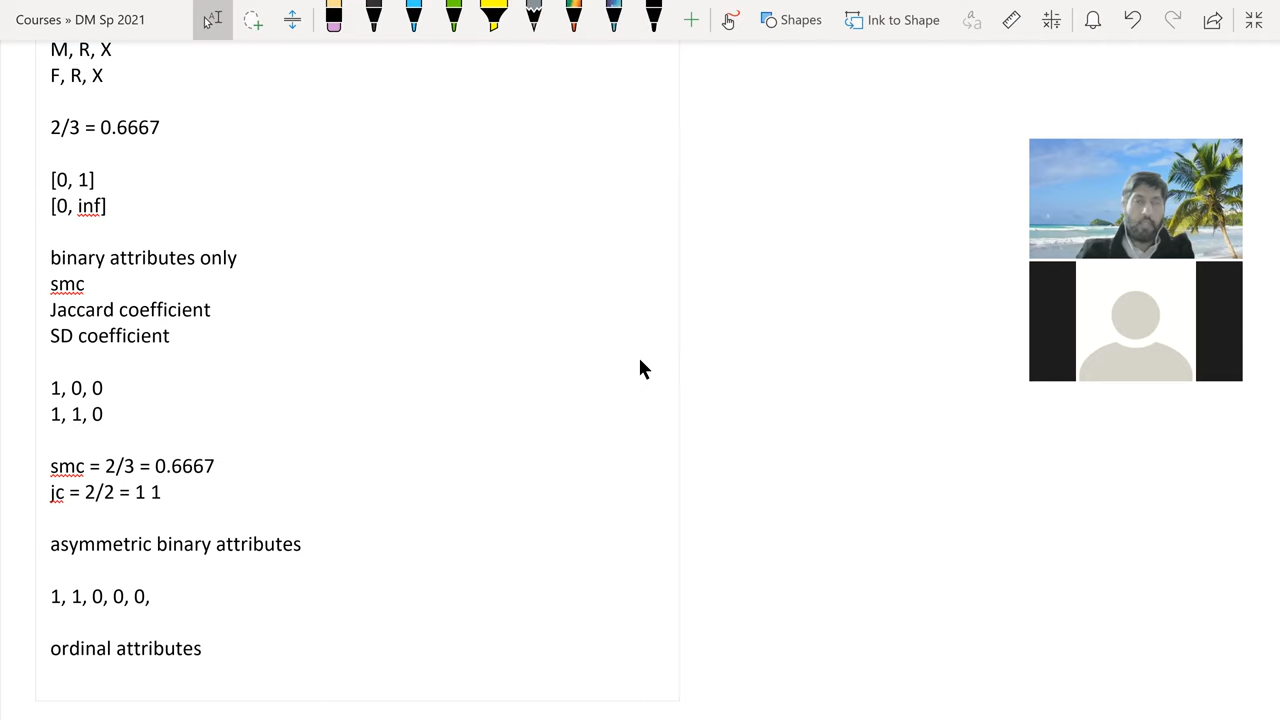 Courses » DM Sp 2021
Shapes
Ink to Shape
M, R, X
F, R, X
2/3 = 0.6667
[0, 1]
[0, inf]
binary attributes only
smc
Jaccard coefficient
SD coefficient
1, 0, 0
1, 1, 0
smc = 2/3 = 0.6667
jc = 2/2 = 1 1
asymmetric binary attributes
1, 1, 0, 0, 0,
ordinal attributes